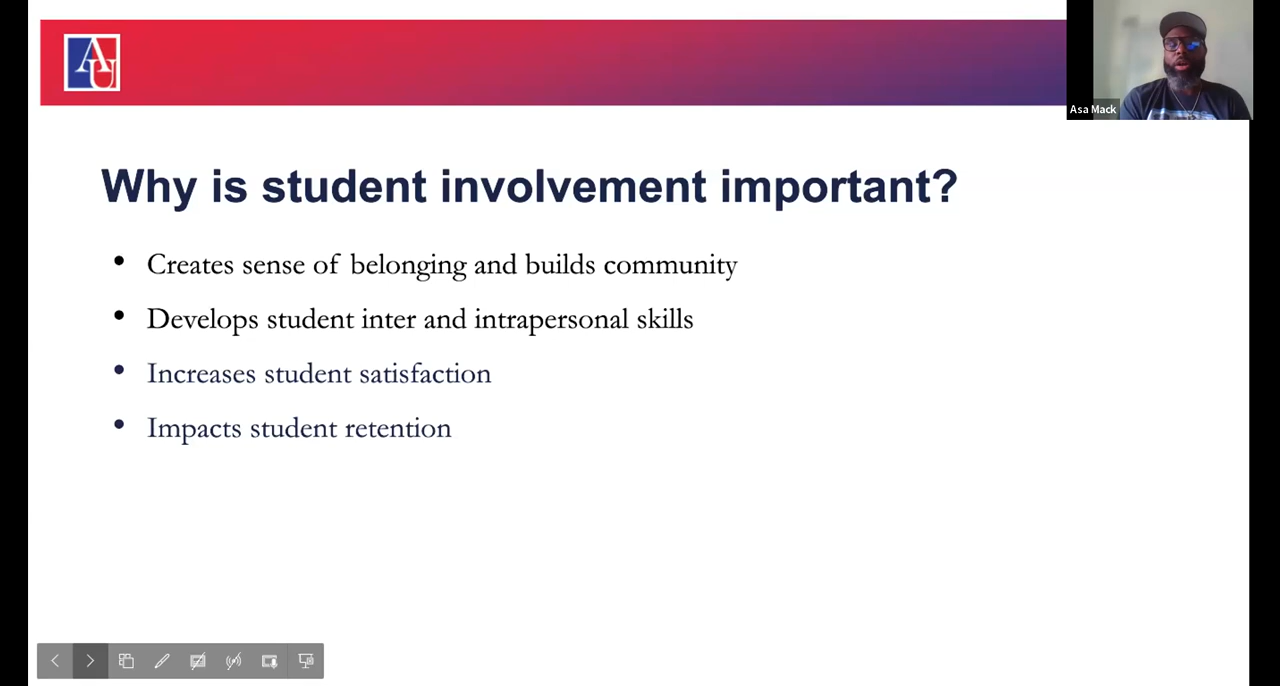 AU
Asa Mack
Why is student involvement important?
• Creates sense of belonging and builds community
• Develops student inter and intrapersonal skills
• Increases student satisfaction
• Impacts student retention